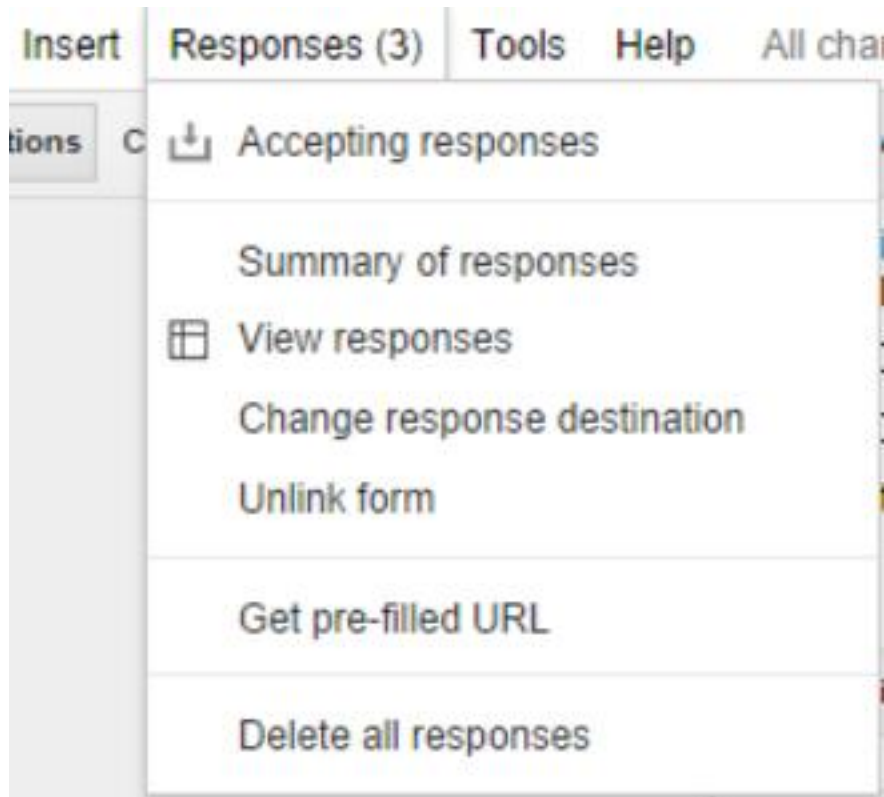 Insert Responses (3) Tools Help All
Accepting responses
Summary of responses
View responses
Change response destination
Unlink form
Get pre-filled URL
Delete all responses